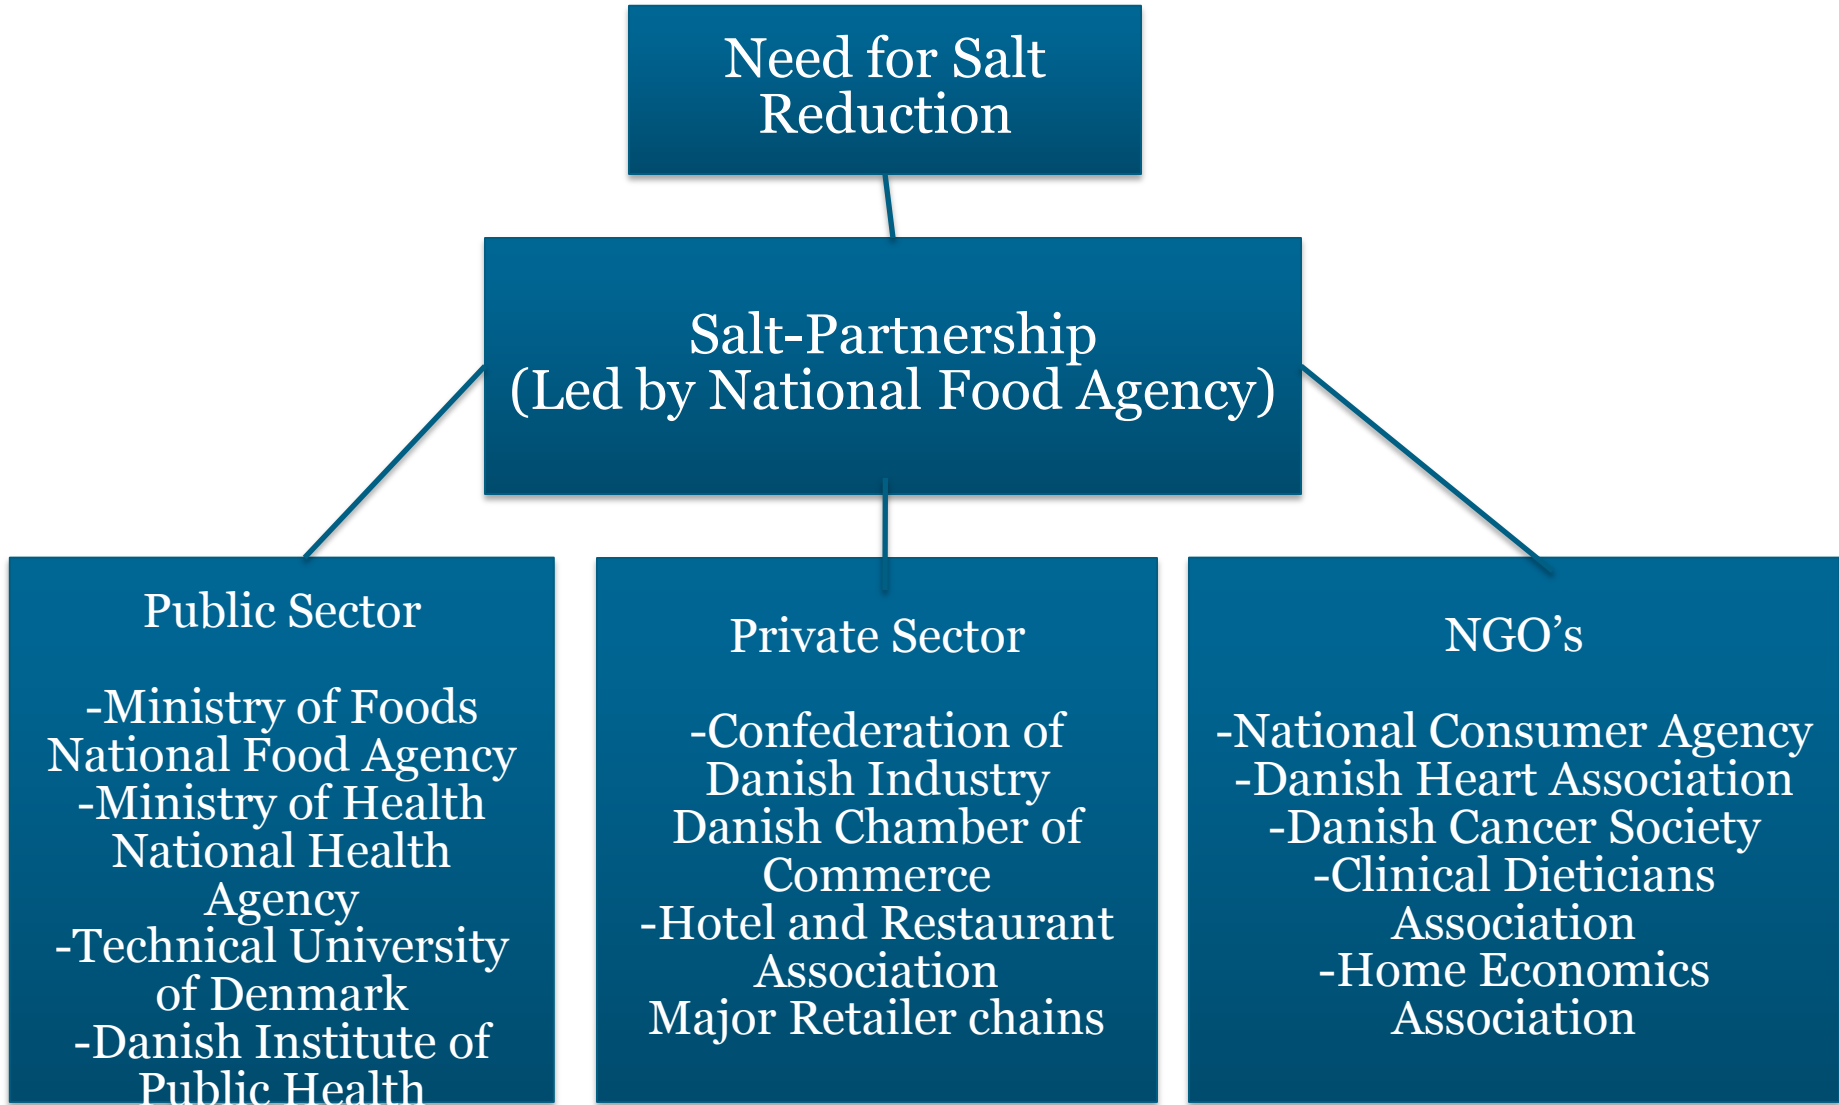 Need for Salt
Reduction
Salt-Partnership
(Led by National Food Agency)
Public Sector
-Ministry of Foods
National Food Agency
-Ministry of Health
National Health
Agency
-Technical University
of Denmark
-Danish Institute of
Public Health
Private Sector
-Confederation of
Danish Industry
Danish Chamber of
Commerce
-Hotel and Restaurant
Association
Major Retailer chains
NGO’s
-National Consumer Agency
-Danish Heart Association
-Danish Cancer Society
-Clinical Dieticians
Association
-Home Economics
Association